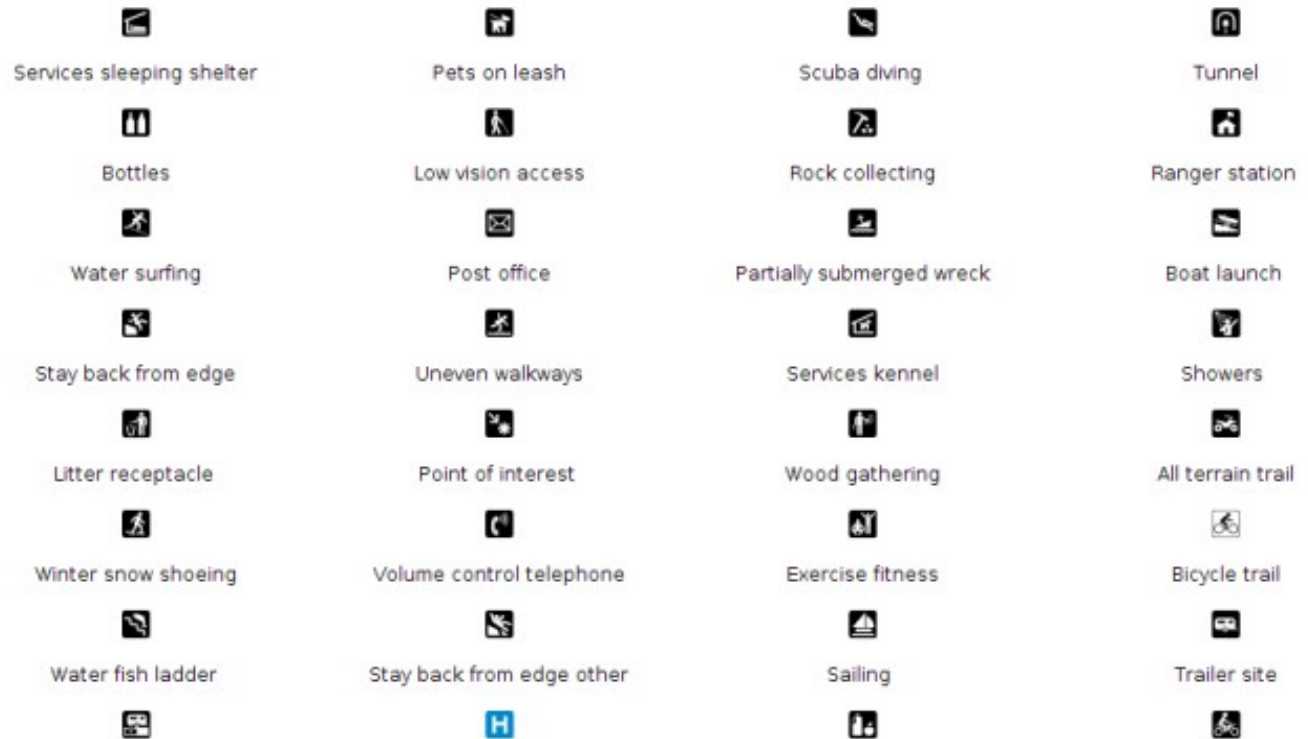 Services sleeping shelter Pets on leash Scuba diving Tunnel
Bottles Low vision access Rock collecting Ranger station
Water surfing Post office Partially submerged wreck Boat launch
Stay back from edge Uneven walkways Services kennel Showers
Litter receptacle Point of interest Wood gathering All terrain trail
Winter snow shoeing Volume control telephone Exercise fitness Bicycle trail
Water fish ladder Stay back from edge other Sailing Trailer site
H